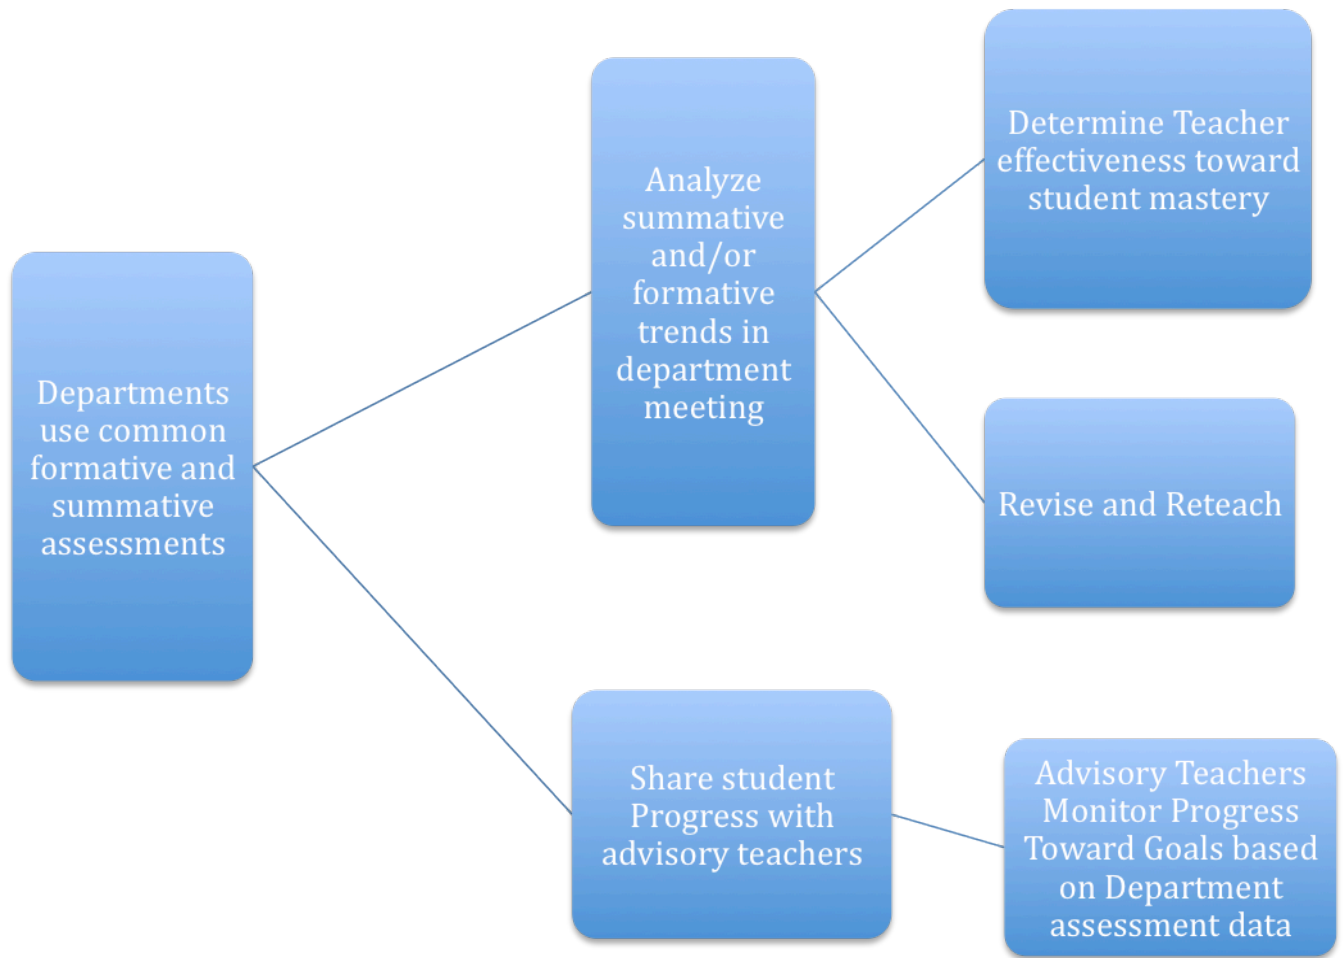 Departments
use common
formative and
summative
assessments
Analyze
summative
and/or
formative
trends in
department
meeting
Determine Teacher
effectiveness toward
student mastery
Revise and Reteach
Share student
Progress with
advisory teachers
Advisory Teachers
Monitor Progress
Toward Goals based
on Department
assessment data